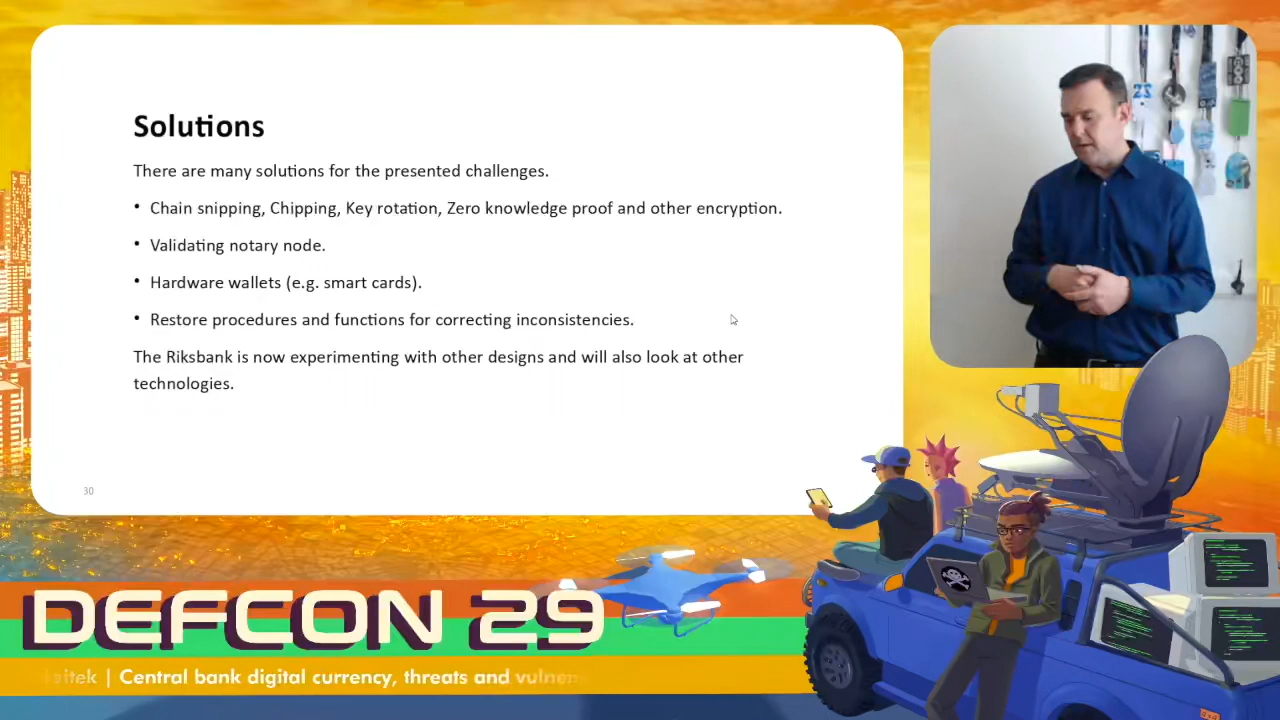 Solutions
There are many solutions for the presented challenges.
• Chain snipping, Chipping, Key rotation, Zero knowledge proof and other encryption.
• Validating notary node.
• Hardware wallets (e.g. smart cards).
• Restore procedures and functions for correcting inconsistencies.
The Riksbank is now experimenting with other designs and will also look at other
technologies.
30
DEFCON 29
| Central bank digital currency, threats and